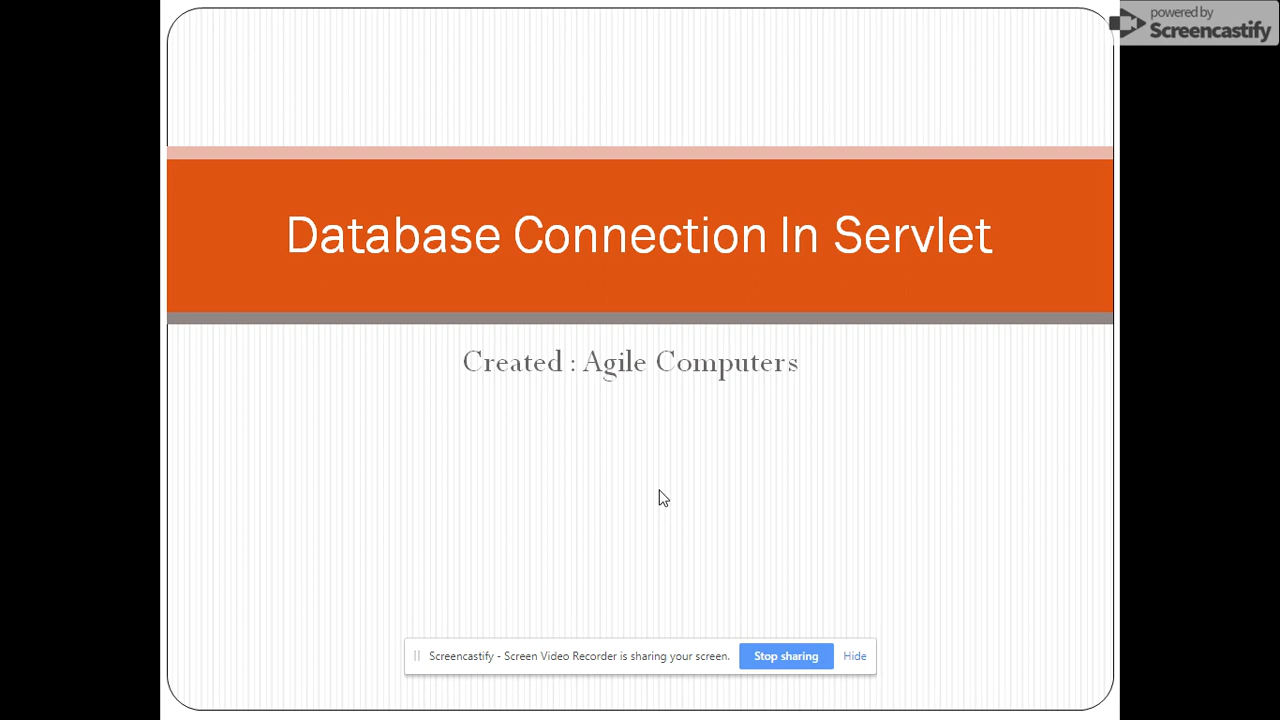 powered by
Screencastify
Database Connection In Servlet
Created : Agile Computers
Screencastify - Screen Video Recorder is sharing your screen. Stop sharing Hide